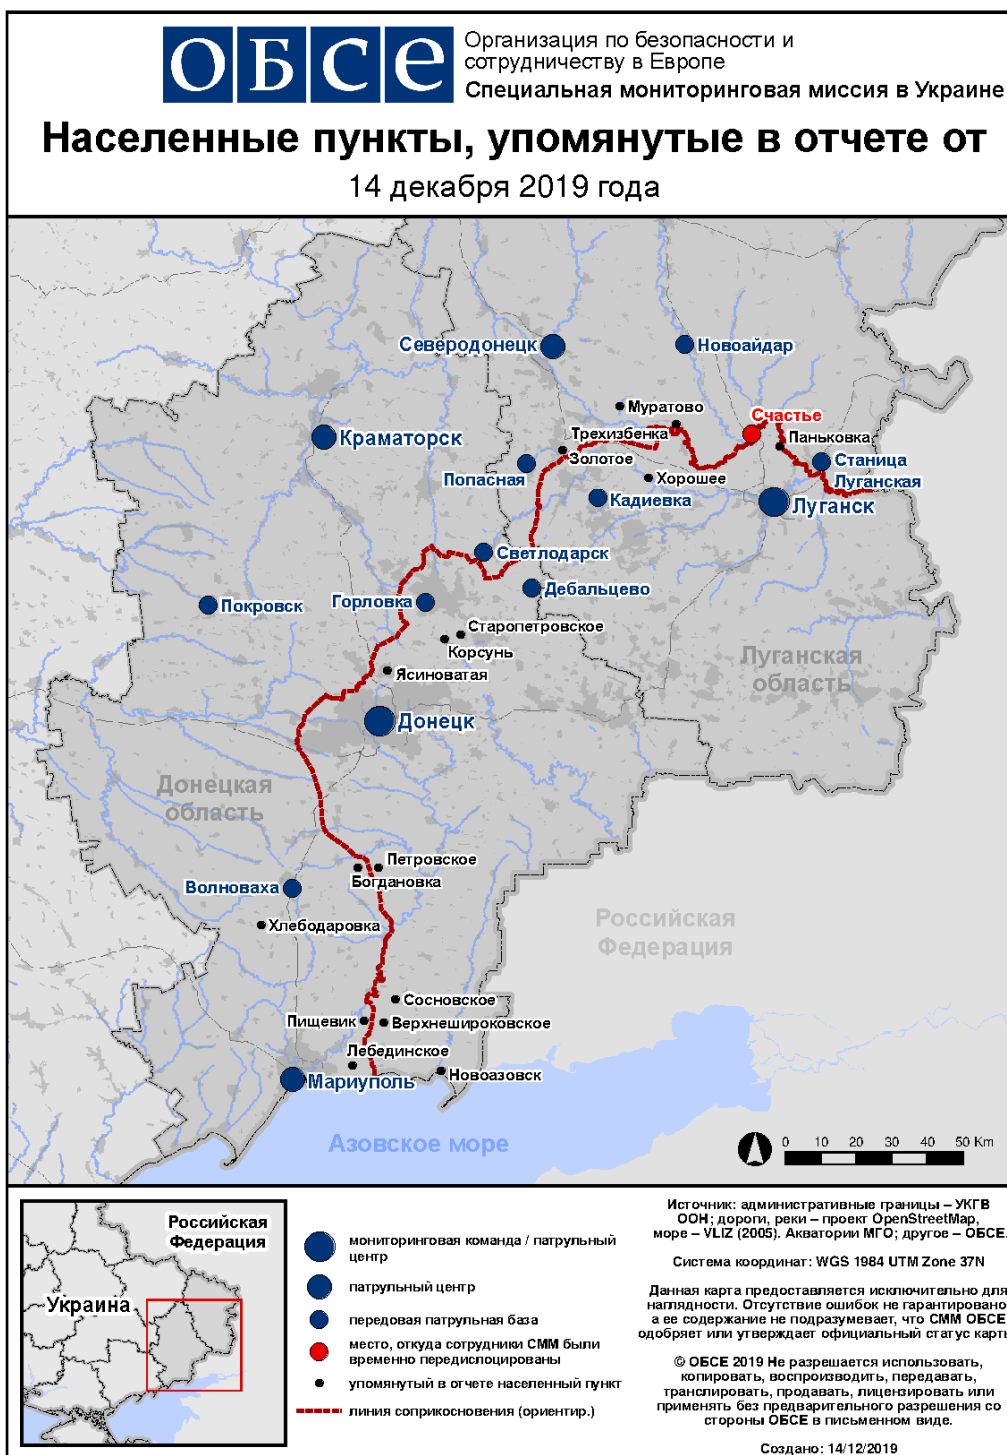 ОБСЕ
Организация по безопасности и
сотрудничеству в Европе
Специальная мониторинговая миссия в Украине
Населенные пункты, упомянутые в отчете от
14 декабря 2019 года
Северодонецк
Новоайдар
Муратово
Счастье
Краматорск
Трехизбенка
Паньковка
Золотое
Станица
Луганская
Попасная
Хорошее
Кадиевка
Луганск
Светлодарск
Дебальцево
Покровск
Горловка
Старопетровское
Корсунь
Ясиноватая
Луганская
область
Донецк
Донецкая
область
Петровское
Богдановка
Волноваха
Хлебодаровка
Российская
Федерация
Сосновское
Пищевик
Верхнешироковское
Лебединское
Новоазовск
Мариуполь
Азовское море
0 10 20 30 40 50 Km
Российская
Федерация
Украина
мониторинговая команда / патрульный
центр
патрульный центр
передовая патрульная база
место, откуда сотрудники СММ были
временно передислоцированы
упомянутый в отчете населенный пункт
линия соприкосновения (ориентир.)
Источник: административные границы – УКГВ
ООН; дороги, реки – проект OpenStreetMap,
море – VLIZ (2005). Акватории МГО; другое – ОБСЕ.
Система координат: WGS 1984 UTM Zone 37N
Данная карта предоставляется исключительно для
наглядности. Отсутствие ошибок не гарантировано
а ее содержание не подразумевает, что СММ ОБСЕ
одобряет или утверждает официальный статус карты
© ОБСЕ 2019 Не разрешается использовать,
копировать, воспроизводить, передавать,
транслировать, продавать, лицензировать или
применять без предварительного разрешения со
стороны ОБСЕ в письменном виде.
Создано: 14/12/2019